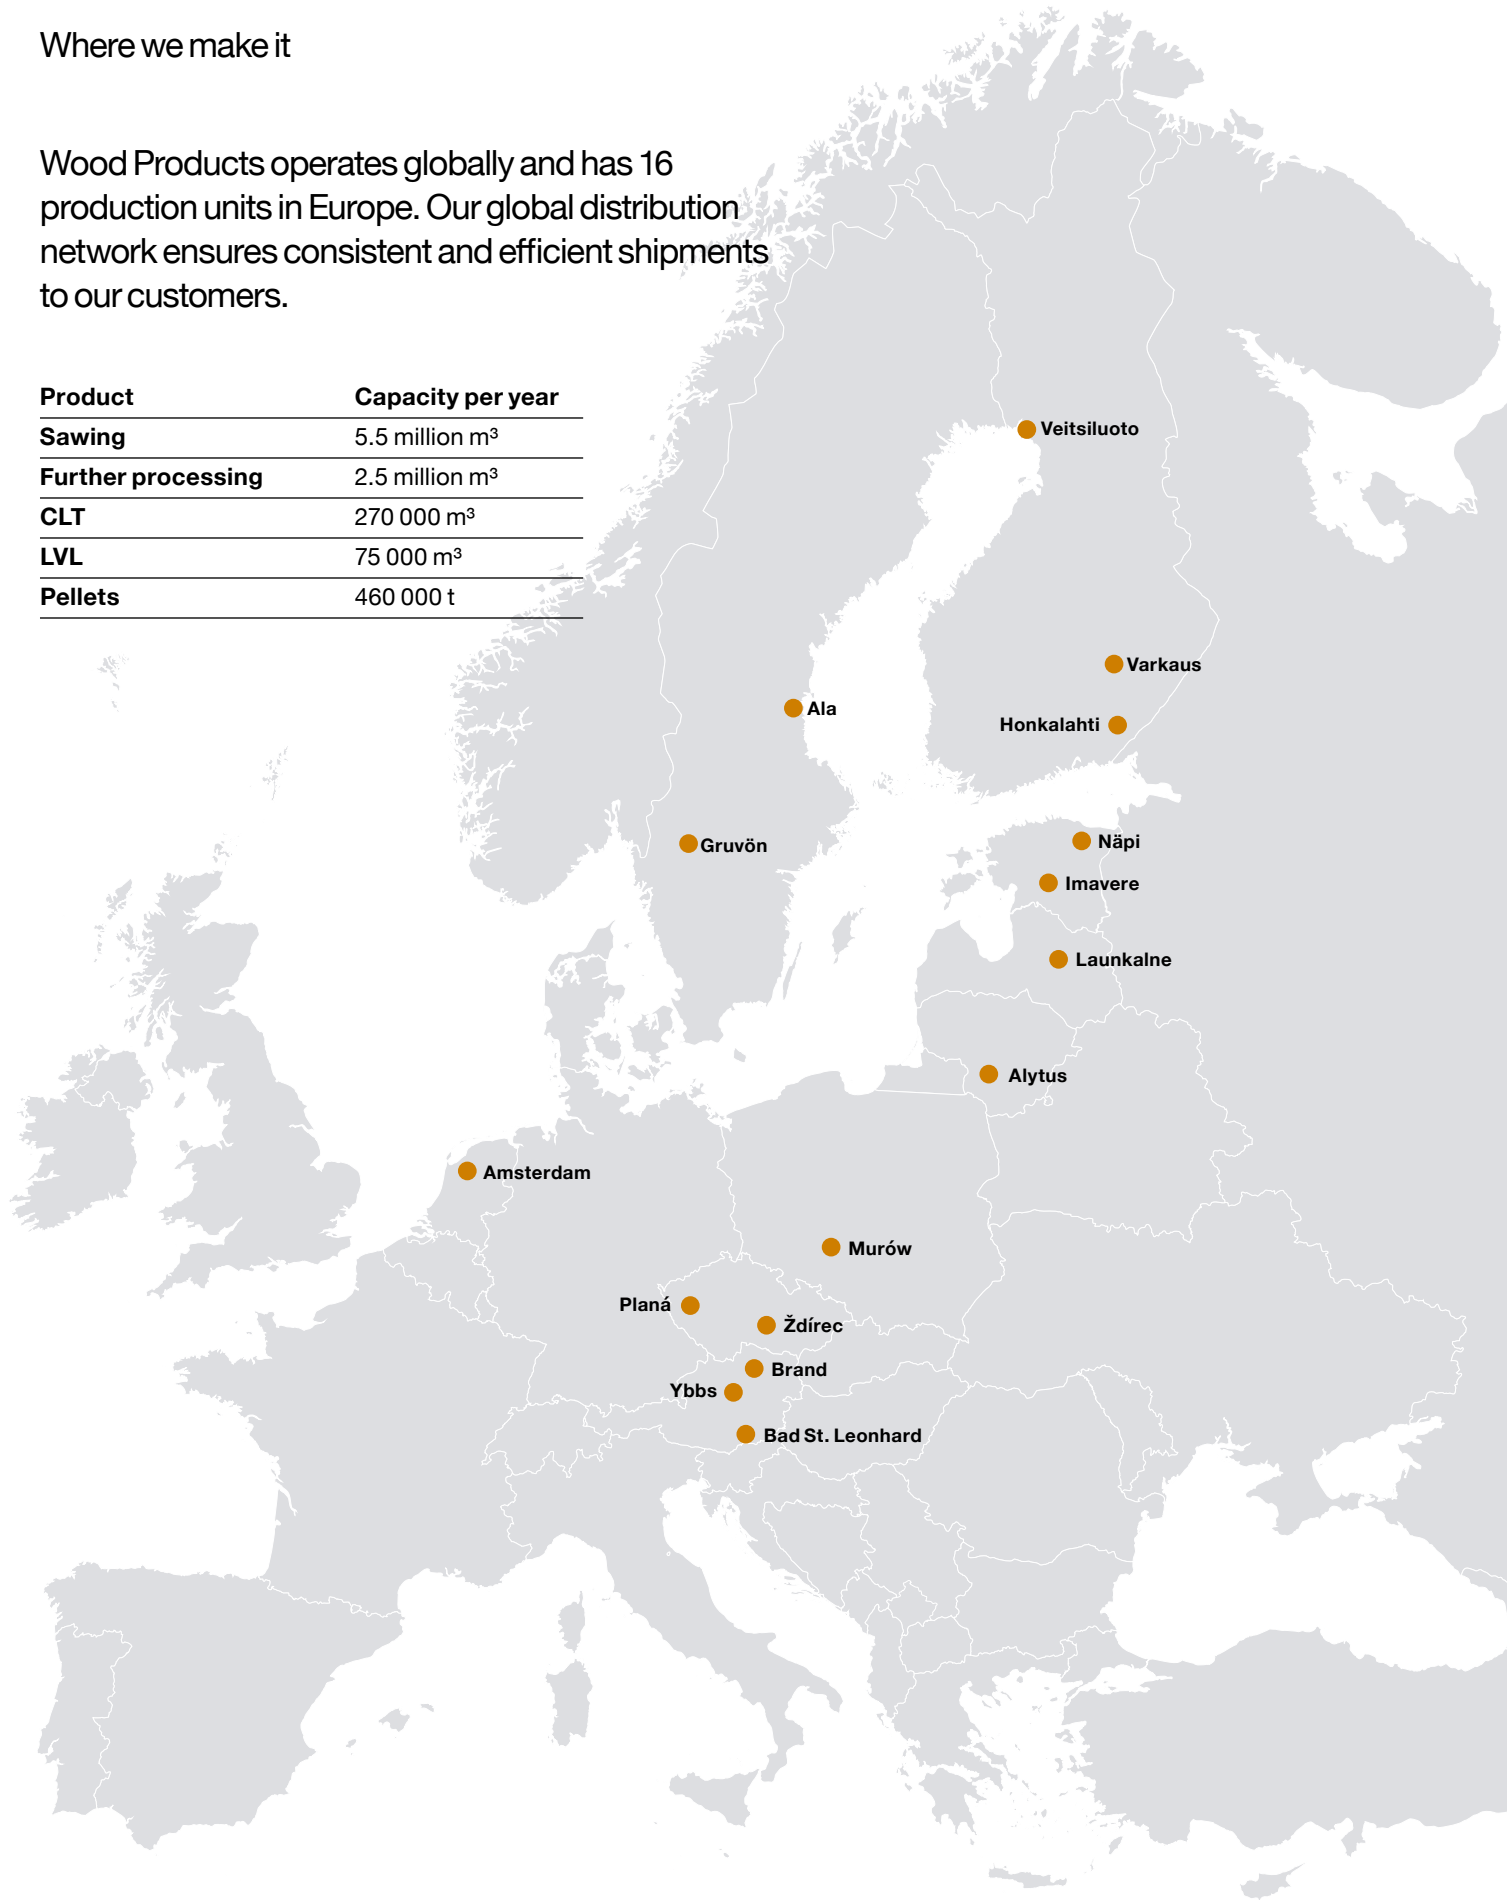 Where we make it
Wood Products operates globally and has 16
production units in Europe. Our global distribution
network ensures consistent and efficient shipments
to our customers.
Product Capacity per year
Sawing 5.5 million m³
Further processing 2.5 million m³
CLT 270 000 m³
LVL 75 000 m³
Pellets 460 000 t
Veitsiluoto
Varkaus
Ala
Honkalahti
Gruvön
Näpi
Imavere
Launkalne
Alytus
Amsterdam
Murów
Planá
Ždírec
Brand
Ybbs
Bad St. Leonhard